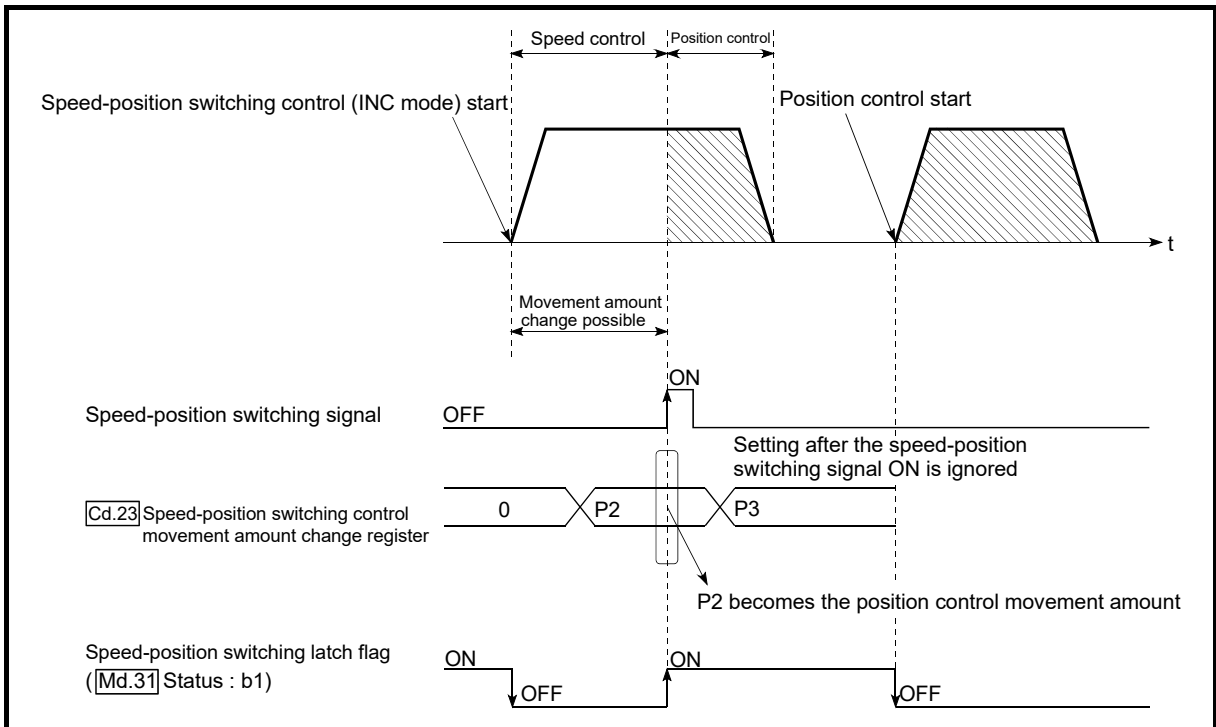 Speed control
Position control
Speed-position switching control (INC mode) start
Position control start
t
Movement amount
change possible
ON
Speed-position switching signal
OFF
Setting after the speed-position
switching signal ON is ignored
Cd.23 Speed-position switching control
movement amount change register
0
P2
P3
P2 becomes the position control movement amount
Speed-position switching latch flag
( Md.31 Status : b1)
ON
OFF
ON
OFF